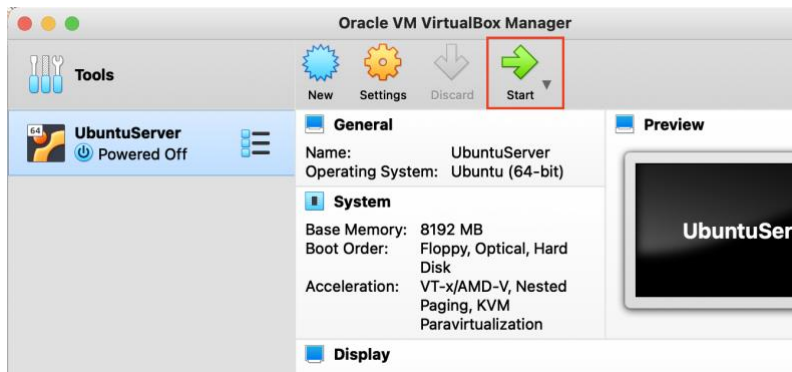 Oracle VM VirtualBox Manager
Tools
New Settings Discard Start
64
UbuntuServer
Powered Off
General
Name: UbuntuServer
Operating System: Ubuntu (64-bit)
System
Base Memory: 8192 MB
Boot Order: Floppy, Optical, Hard
Disk
Acceleration: VT-x/AMD-V, Nested
Paging, KVM
Paravirtualization
Display
Preview
UbuntuSer